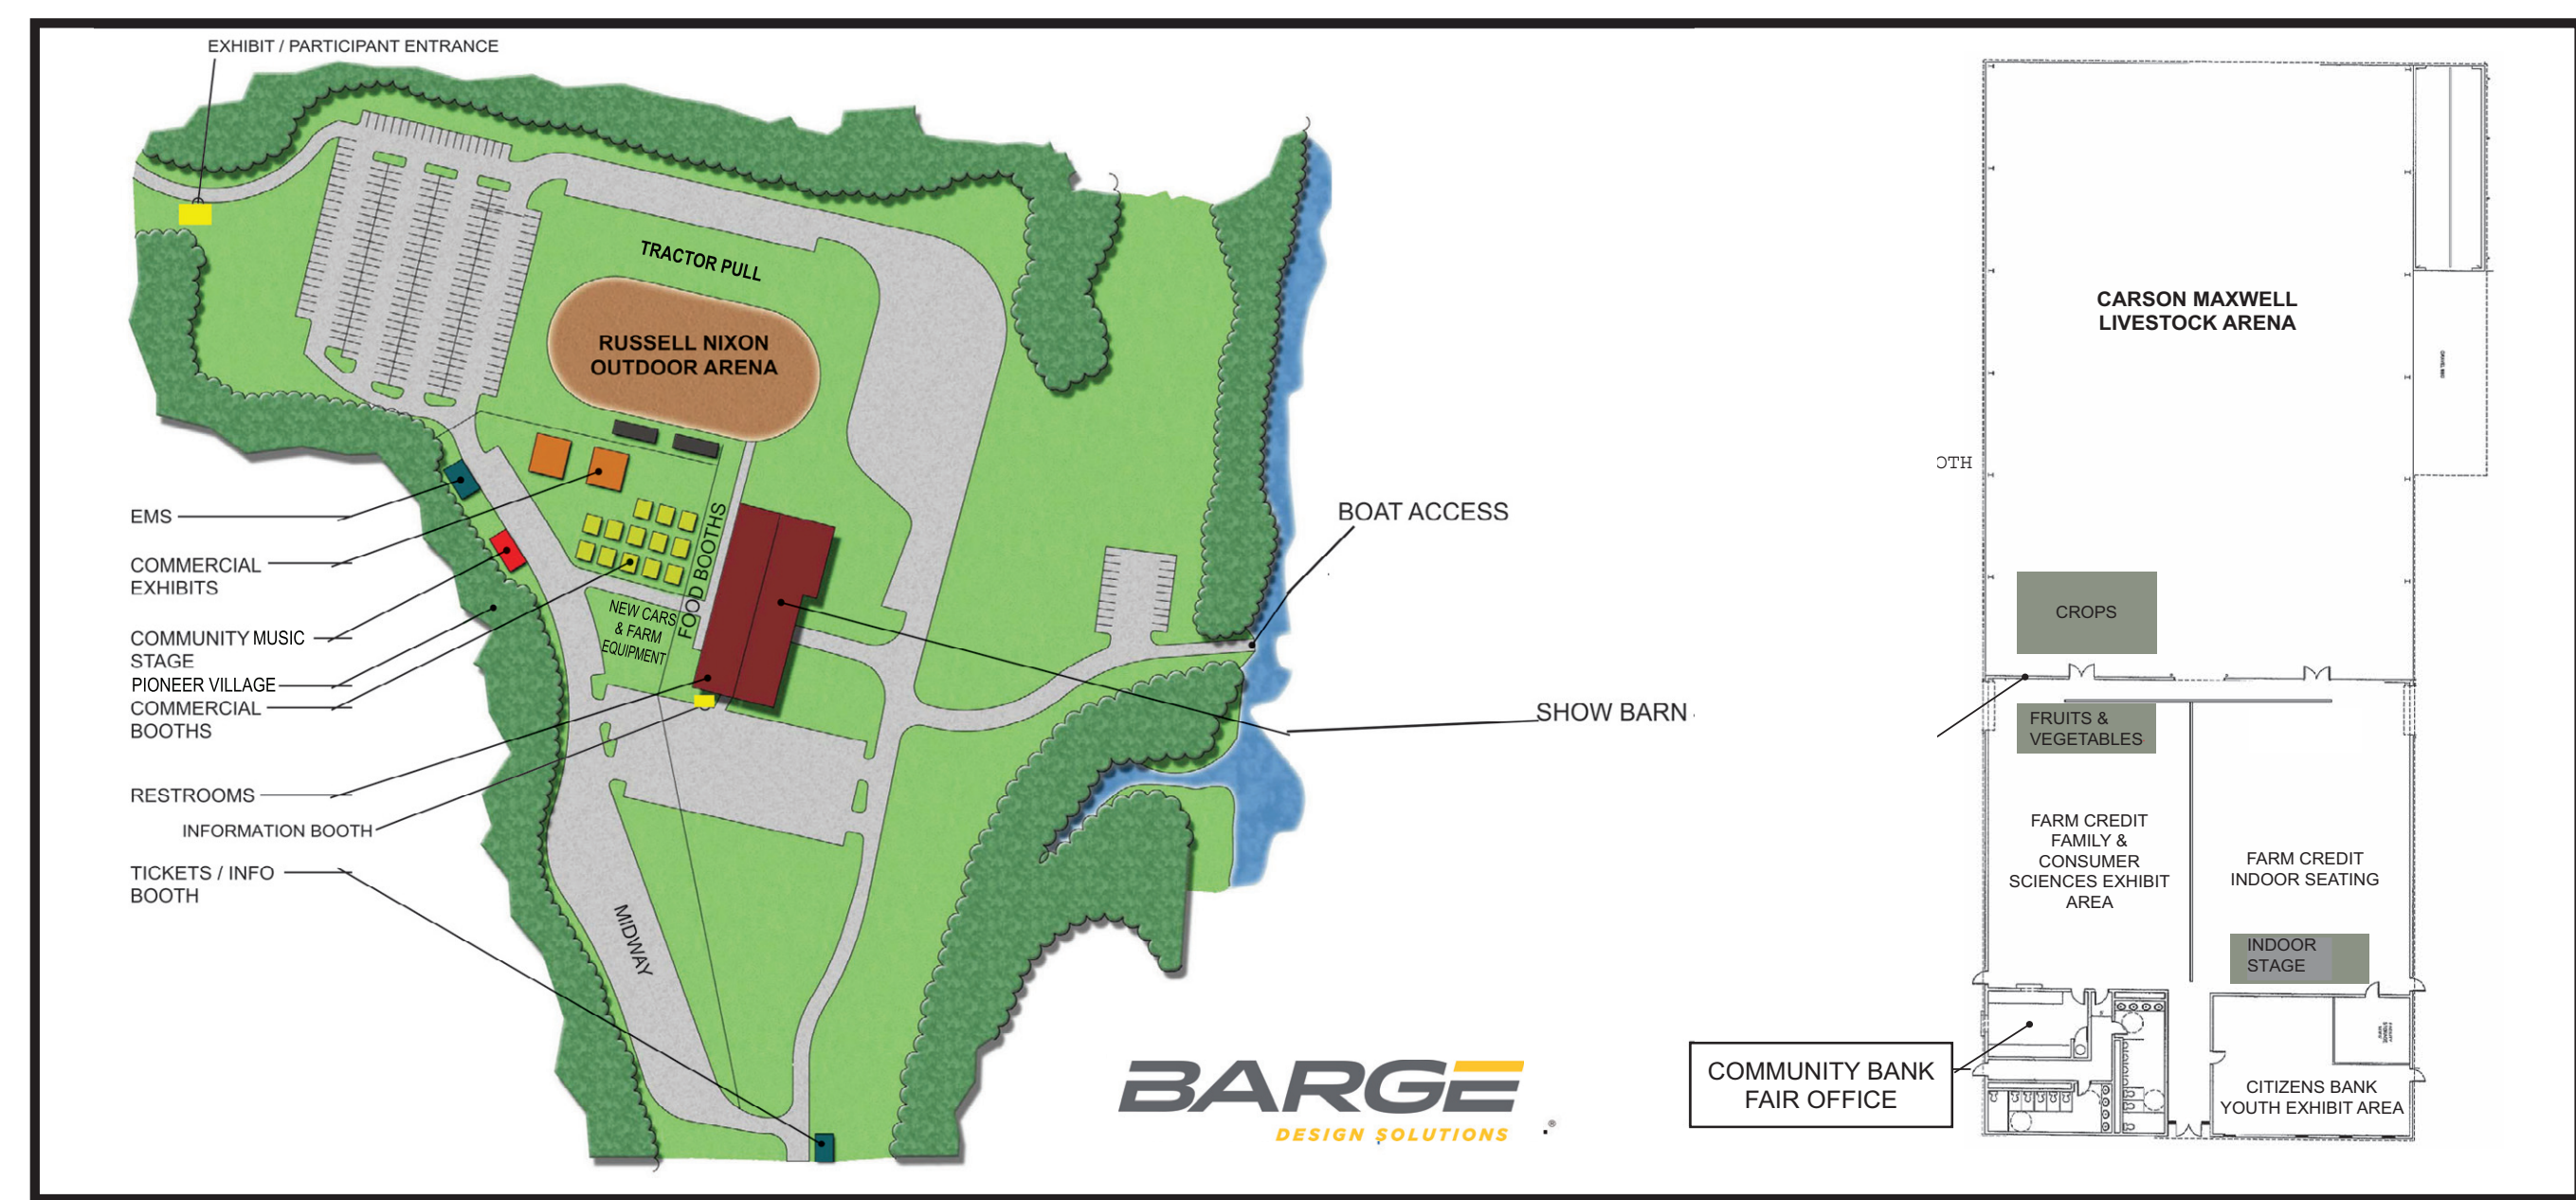 EXHIBIT / PARTICIPANT ENTRANCE
TRACTOR PULL
RUSSELL NIXON
OUTDOOR ARENA
EMS
COMMERCIAL
EXHIBITS
COMMUNITY MUSIC
STAGE
PIONEER VILLAGE
COMMERCIAL
BOOTHS
RESTROOMS
INFORMATION BOOTH
TICKETS / INFO
BOOTH
FOOD BOOTHS
NEW CARS
& FARM
EQUIPMENT
MIDWAY
BOAT ACCESS
SHOW BARN
BARGE
DESIGN SOLUTIONS
®
CARSON MAXWELL
LIVESTOCK ARENA
CROPS
FRUITS &
VEGETABLES
FARM CREDIT
FAMILY &
CONSUMER
SCIENCES EXHIBIT
AREA
FARM CREDIT
INDOOR SEATING
INDOOR
STAGE
COMMUNITY BANK
FAIR OFFICE
CITIZENS BANK
YOUTH EXHIBIT AREA